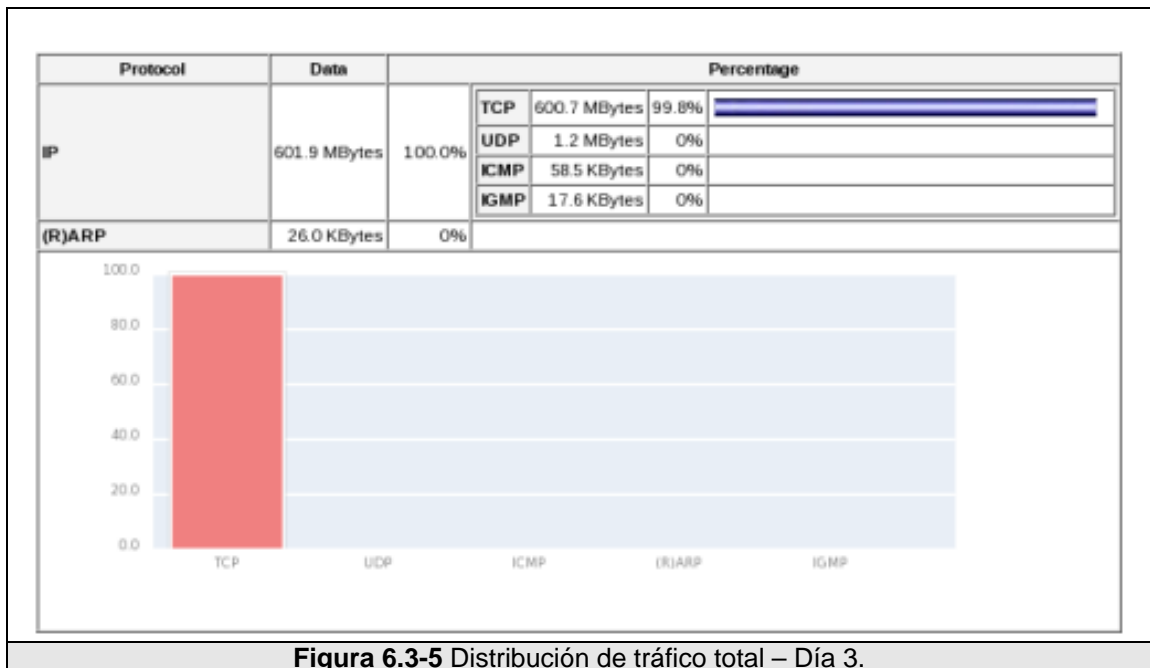 Protocol Data Percentage
IP 601.9 MBytes 100.0%
TCP 600.7 MBytes 99.8%
UDP 1.2 MBytes 0%
ICMP 58.5 KBytes 0%
IGMP 17.6 KBytes 0%
(R)ARP 26.0 KBytes 0%
100.0
80.0
60.0
40.0
20.0
0.0
TCP UDP ICMP (R)ARP IGMP
Figura 6.3-5 Distribución de tráfico total – Día 3.